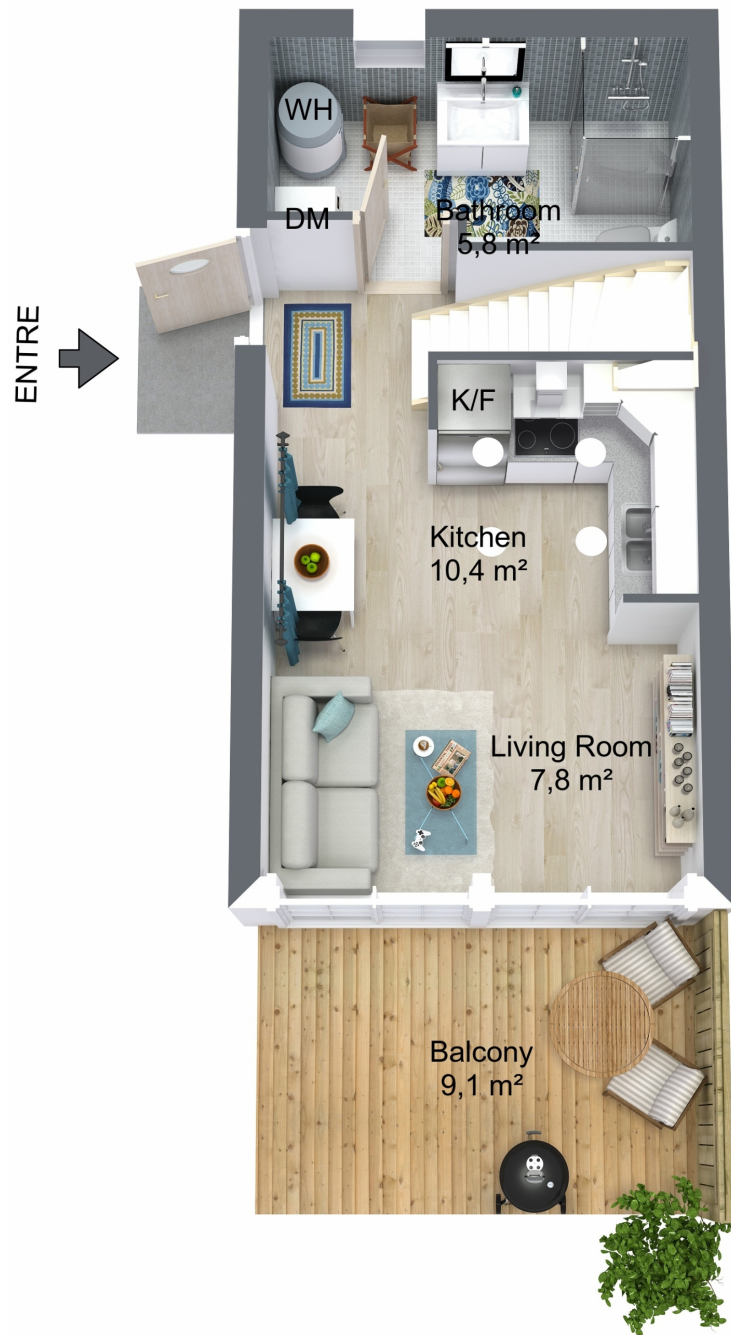 WH
DM
Bathroom
5,8 m²
ENTRE
K/F
Kitchen
10,4 m²
Living Room
7,8 m²
Balcony
9,1 m²